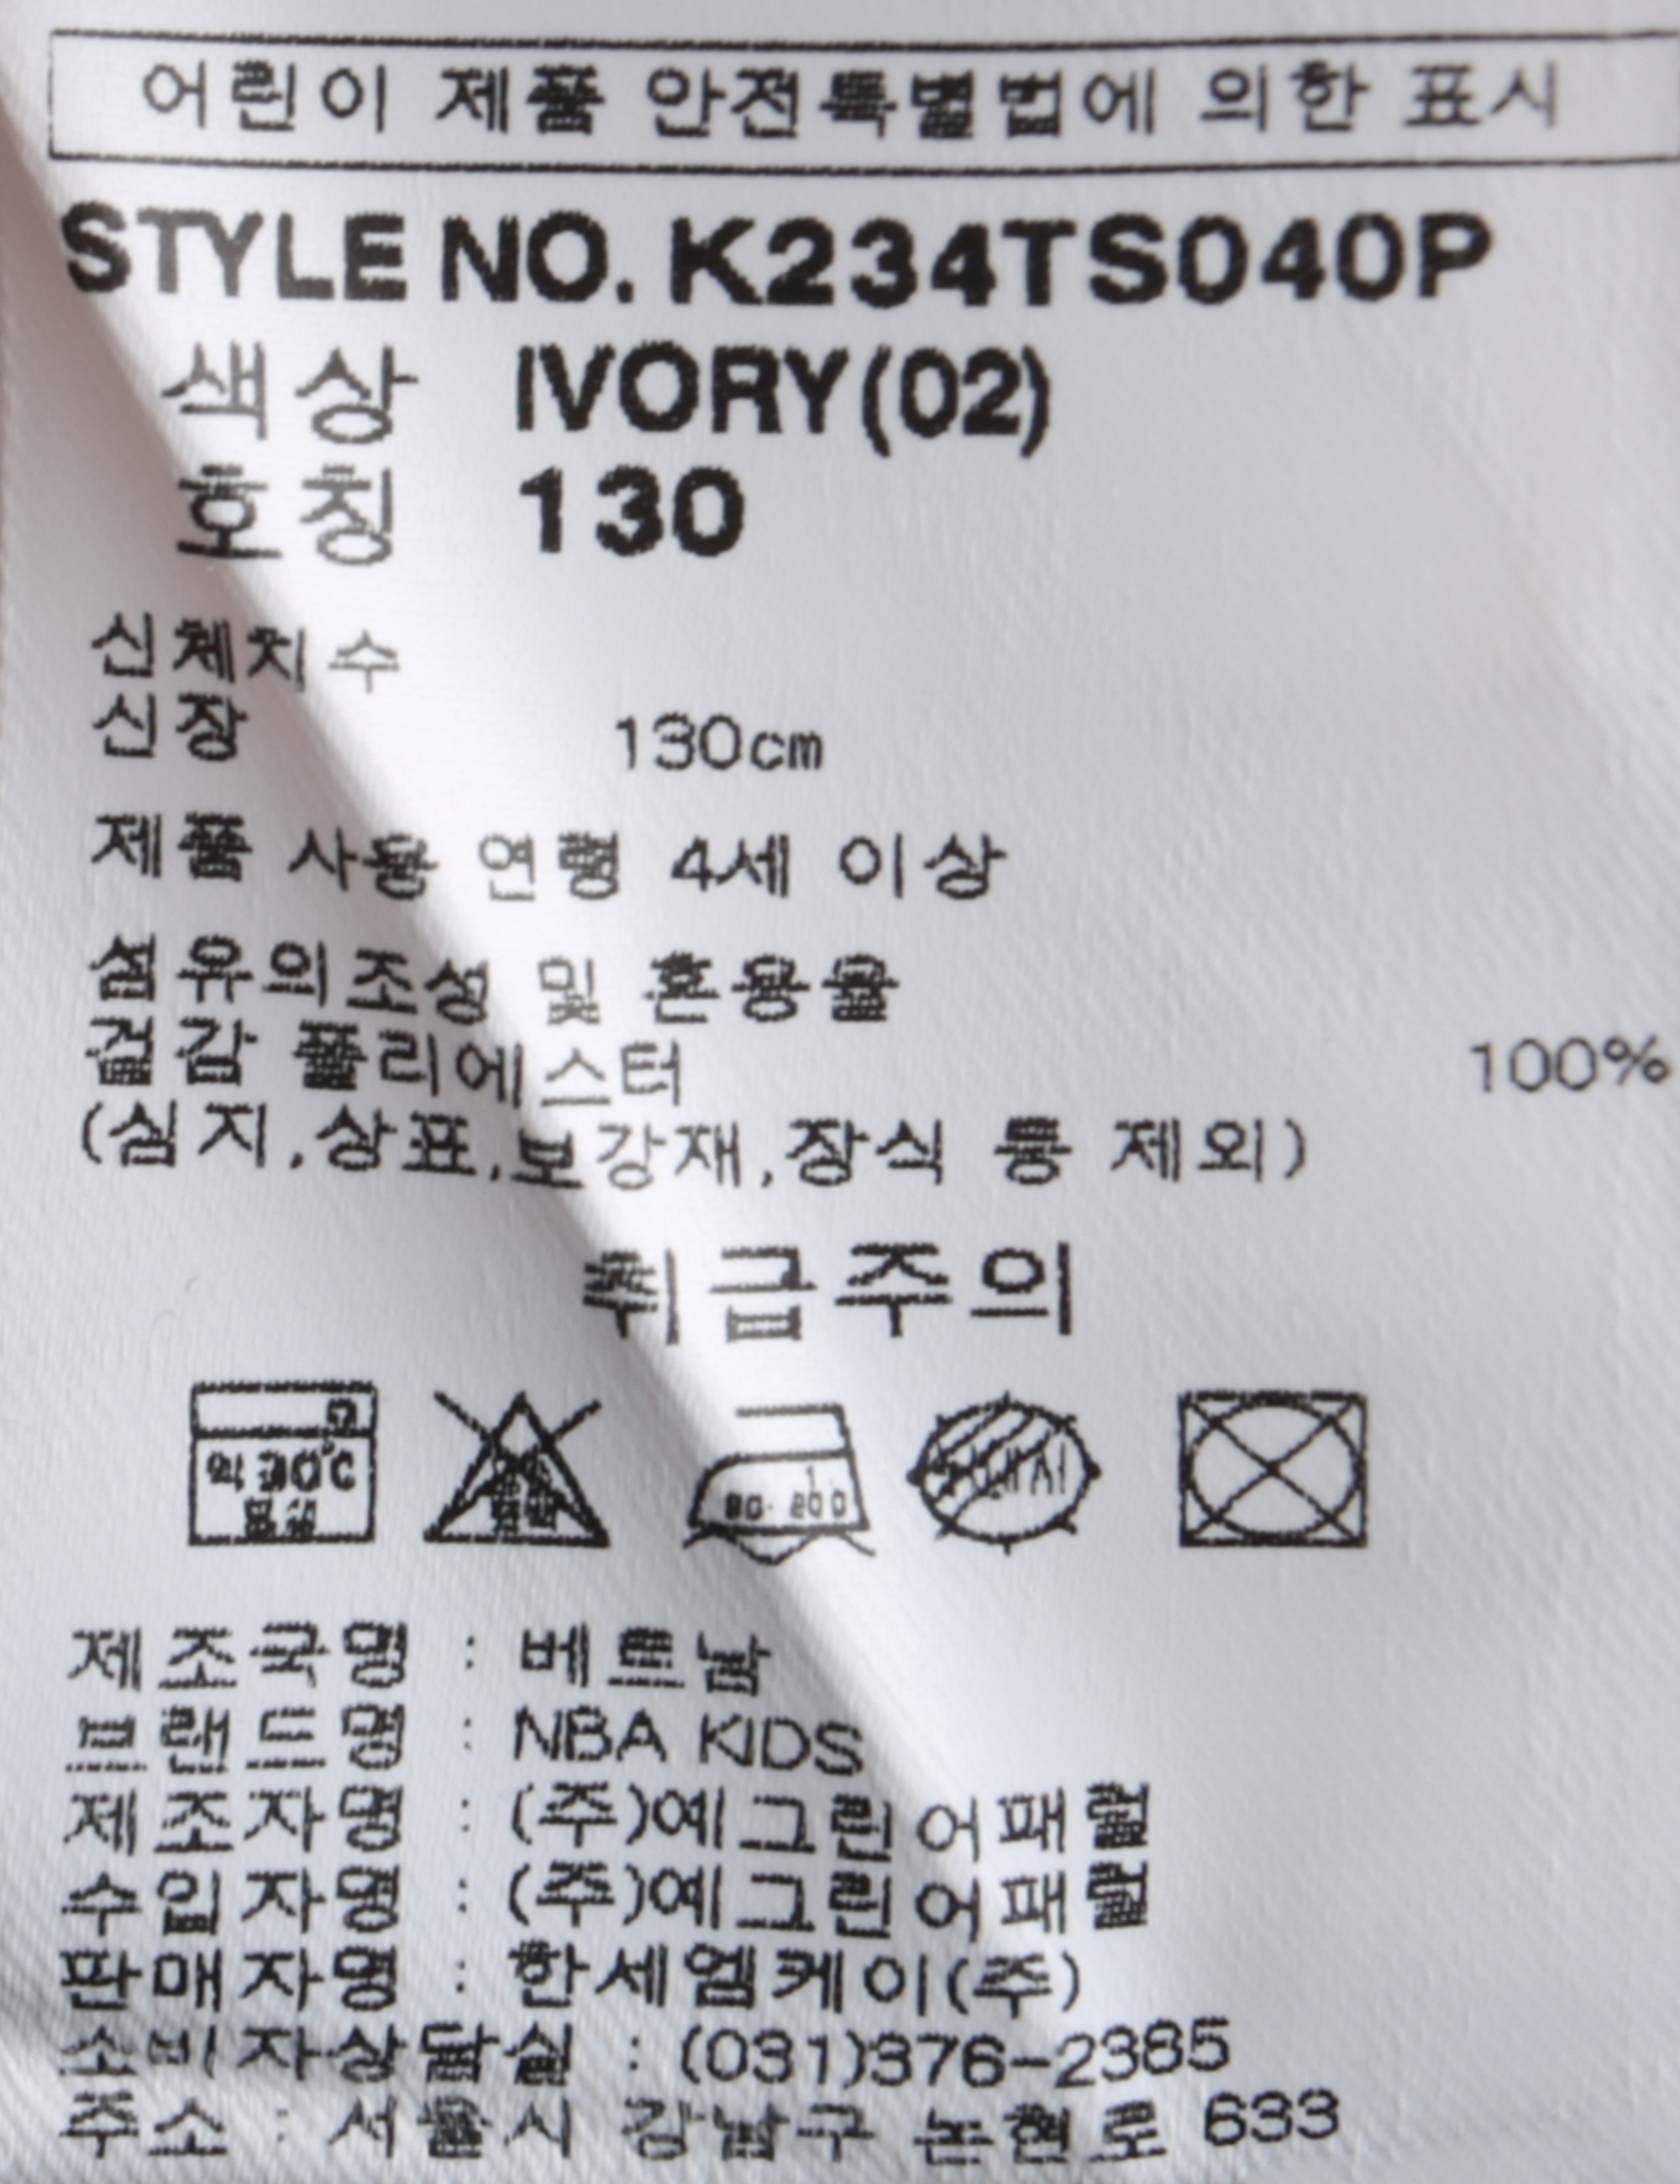 어린이 제품 안전특별법에 의한 표시
STYLE NO. K234TS040P
색상 IVORY(02)
호칭 130
신체치수
신장 130cm
제품 사용 연령 4세 이상
섬유의조성 및 혼용율
겉감 폴리에스터 100%
(심지,상표,보강재,장식 등 제외)
취급주의
약 30℃
중성
80-200
제조국명 : 베트남
브랜드명 : NBA KIDS
제조자명 : (주)예그린어패럴
수입자명 : (주)예그린어패럴
판매자명 : 한세엠케이(주)
소비자상담실 : (031)376-2385
주소 : 서울시 강남구 논현로 633